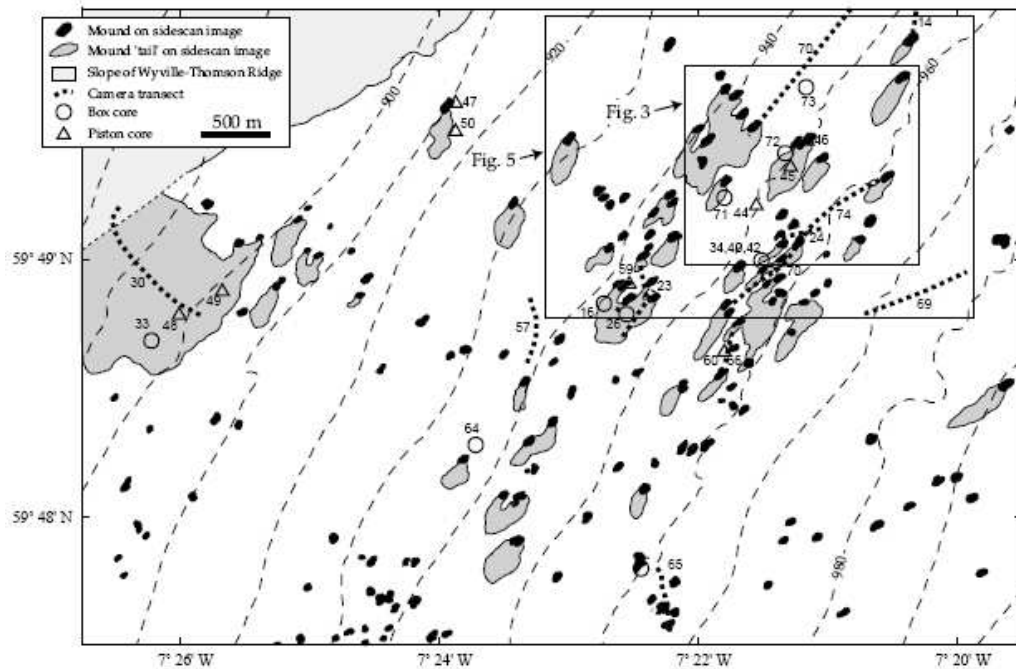 Mound on sidescan image
Mound 'tail' on sidescan image
Slope of Wyville-Thomson Ridge
Camera transect
Box core
Piston core
500 m
14
920
940
70
960
900
47
50
73
Fig. 3
Fig. 5
72
46
45
71
44
74
34,40,42
24
70
59° 49' N
30
49
48
33
59
23
16
26
57
69
60
66
64
59° 48' N
65
980
7° 26' W
7° 24' W
7° 22' W
7° 20' W